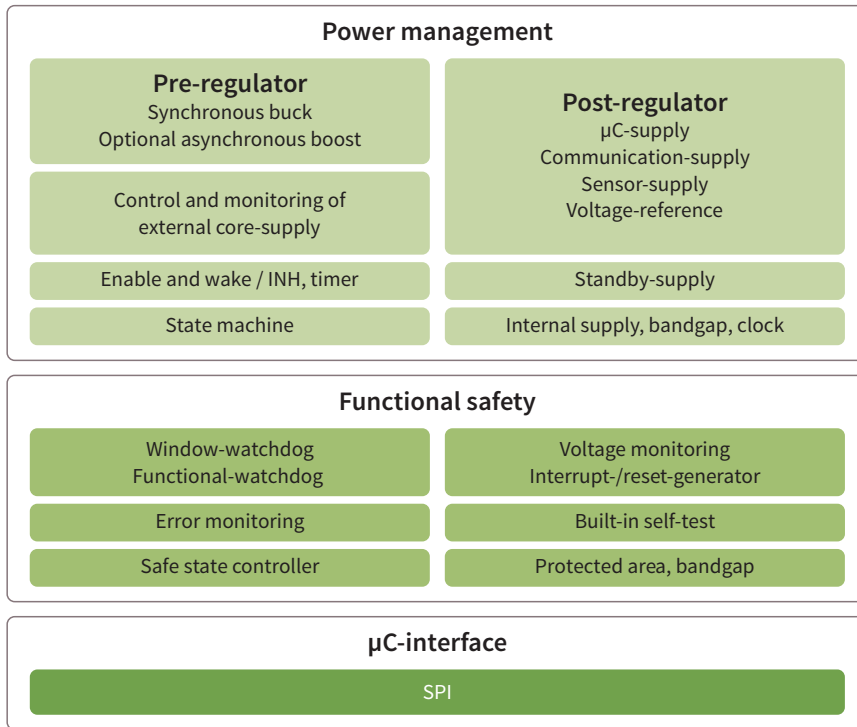 Power management
Pre-regulator
Synchronous buck
Optional asynchronous boost
Control and monitoring of
external core-supply
Enable and wake / INH, timer
State machine
Post-regulator
µC-supply
Communication-supply
Sensor-supply
Voltage-reference
Standby-supply
Internal supply, bandgap, clock
Functional safety
Window-watchdog
Functional-watchdog
Error monitoring
Safe state controller
Voltage monitoring
Interrupt-/reset-generator
Built-in self-test
Protected area, bandgap
µC-interface
SPI